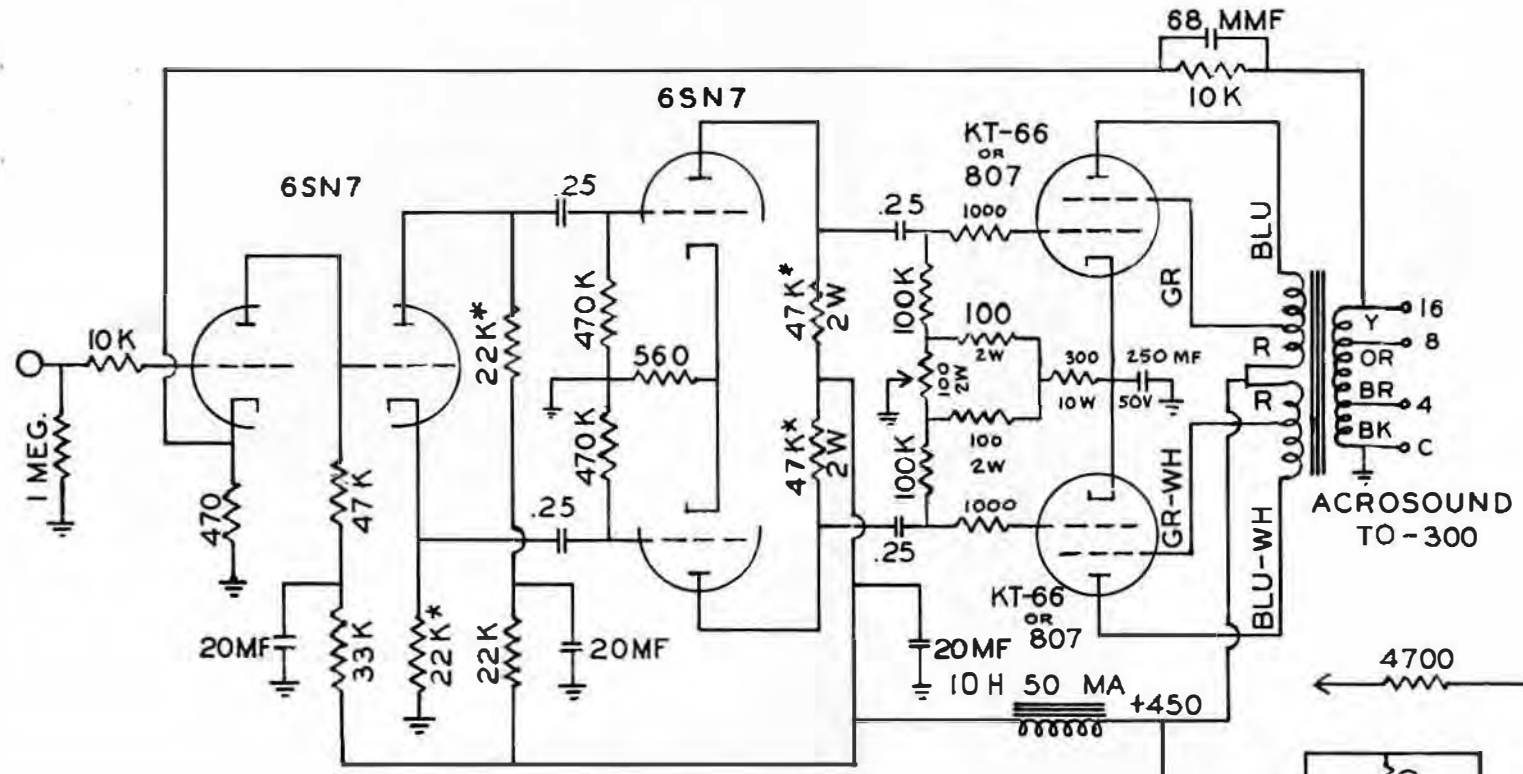 68 MMF
10K
6SN7
KT-66
OR
807
6SN7
.25
.25
1000
BLU
GR
10K
22K*
470K
47K*
2W
100K
100
2W
R
Y
16
8
OR
560
100
2W
300
10W
250 MF
50V
BR
4
R
BK
C
1 MEG.
470
47K
470K
47K*
2W
100K
100
2W
1000
GR-WH
BLU-WH
ACROSOUND
TO-300
.25
.25
20MF
33K
22K*
22K
20MF
20MF
KT-66
OR
807
10H 50 MA
+450
4700